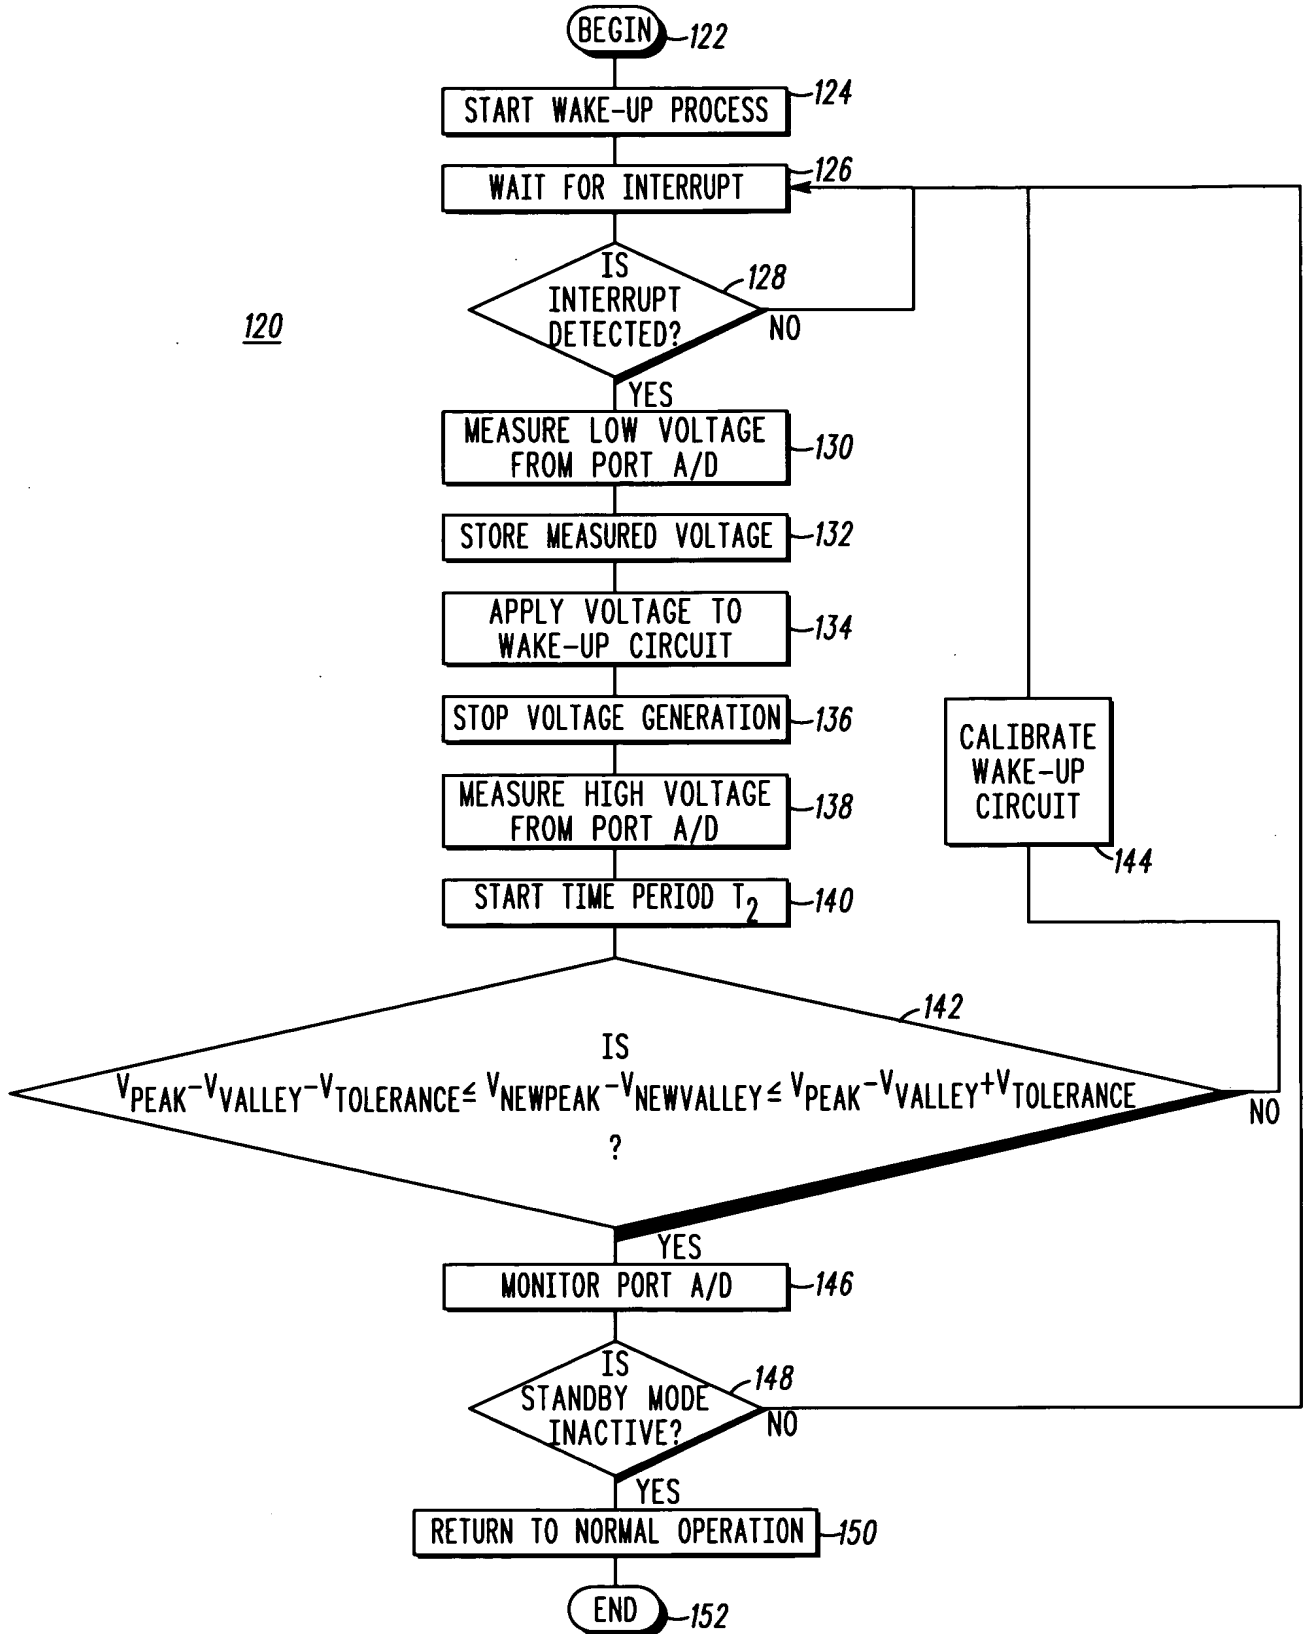 BEGIN
122
START WAKE-UP PROCESS
124
WAIT FOR INTERRUPT
126
IS
INTERRUPT
DETECTED?
128
NO
120
YES
MEASURE LOW VOLTAGE
FROM PORT A/D
130
STORE MEASURED VOLTAGE
132
APPLY VOLTAGE TO
WAKE-UP CIRCUIT
134
STOP VOLTAGE GENERATION
136
CALIBRATE
WAKE-UP
CIRCUIT
144
MEASURE HIGH VOLTAGE
FROM PORT A/D
138
START TIME PERIOD T2
140
142
IS
VPEAK-VVALLEY-VTOLERANCE≤ VNEWPEAK-VNEWVALLEY≤ VPEAK-VVALLEY+VTOLERANCE
?
NO
YES
MONITOR PORT A/D
146
IS
STANDBY MODE
INACTIVE?
148
NO
YES
RETURN TO NORMAL OPERATION
150
END
152